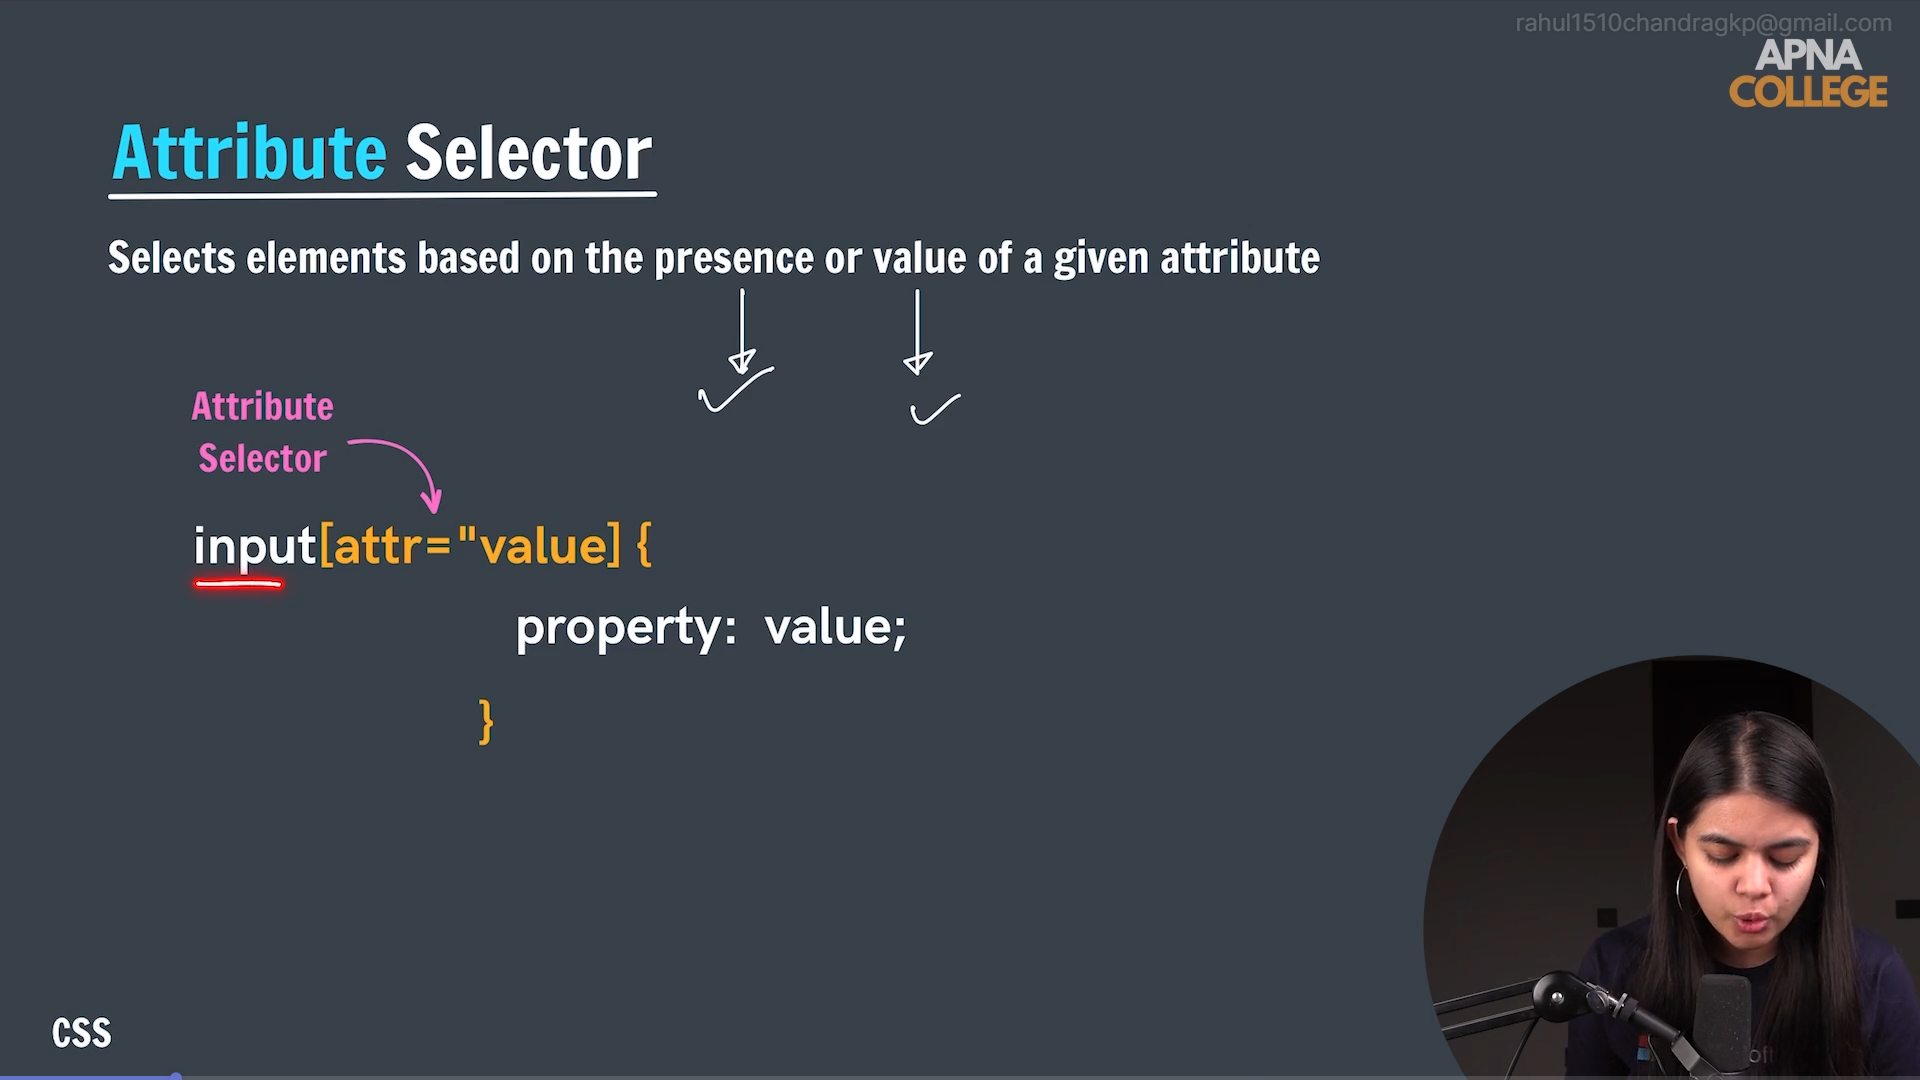 rahul1510chandragkp@gmail.com
APNA
COLLEGE
Attribute Selector
Selects elements based on the presence or value of a given attribute
Attribute
Selector
input[attr="value] {
property: value;
}
CSS